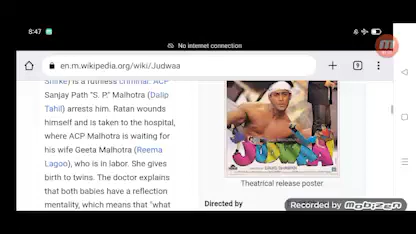 8:47
No internet connection
en.m.wikipedia.org/wiki/Judwaa
9
Shirke) is a ruthless criminal. ACP
Sanjay Path "S. P." Malhotra (Dalip
Tahil) arrests him. Ratan wounds
himself and is taken to the hospital,
where ACP Malhotra is waiting for
his wife Geeta Malhotra (Reema
Lagoo), who is in labor. She gives
birth to twins. The doctor explains
that both babies have a reflection
mentality, which means that "what
JUDWAA
Theatrical release poster
Directed by
Recorded by mobizen